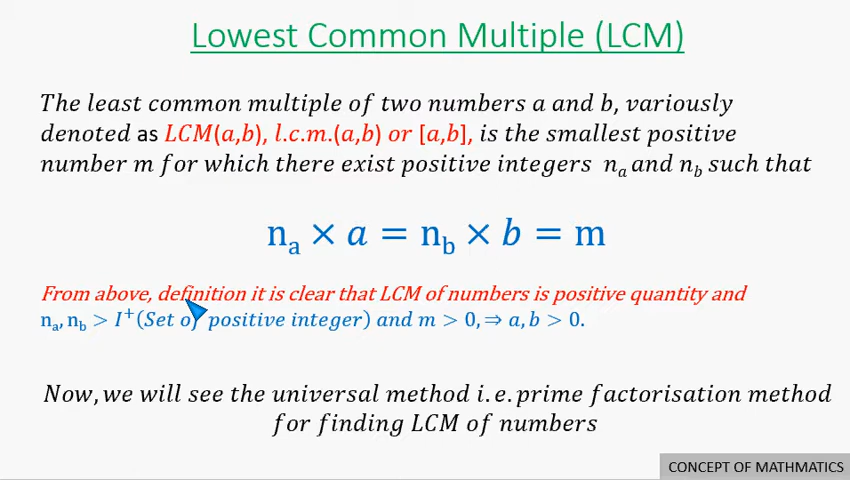 Lowest Common Multiple (LCM)
The least common multiple of two numbers a and b, variously
denoted as LCM(a,b), l.c.m.(a,b) or [a,b], is the smallest positive
number m for which there exist positive integers nₐ and n_b such that
nₐ × a = n_b × b = m
From above, definition it is clear that LCM of numbers is positive quantity and
nₐ, n_b > I⁺(Set of positive integer) and m > 0, ⇒ a, b > 0.
Now, we will see the universal method i.e. prime factorisation method
for finding LCM of numbers
CONCEPT OF MATHMATICS